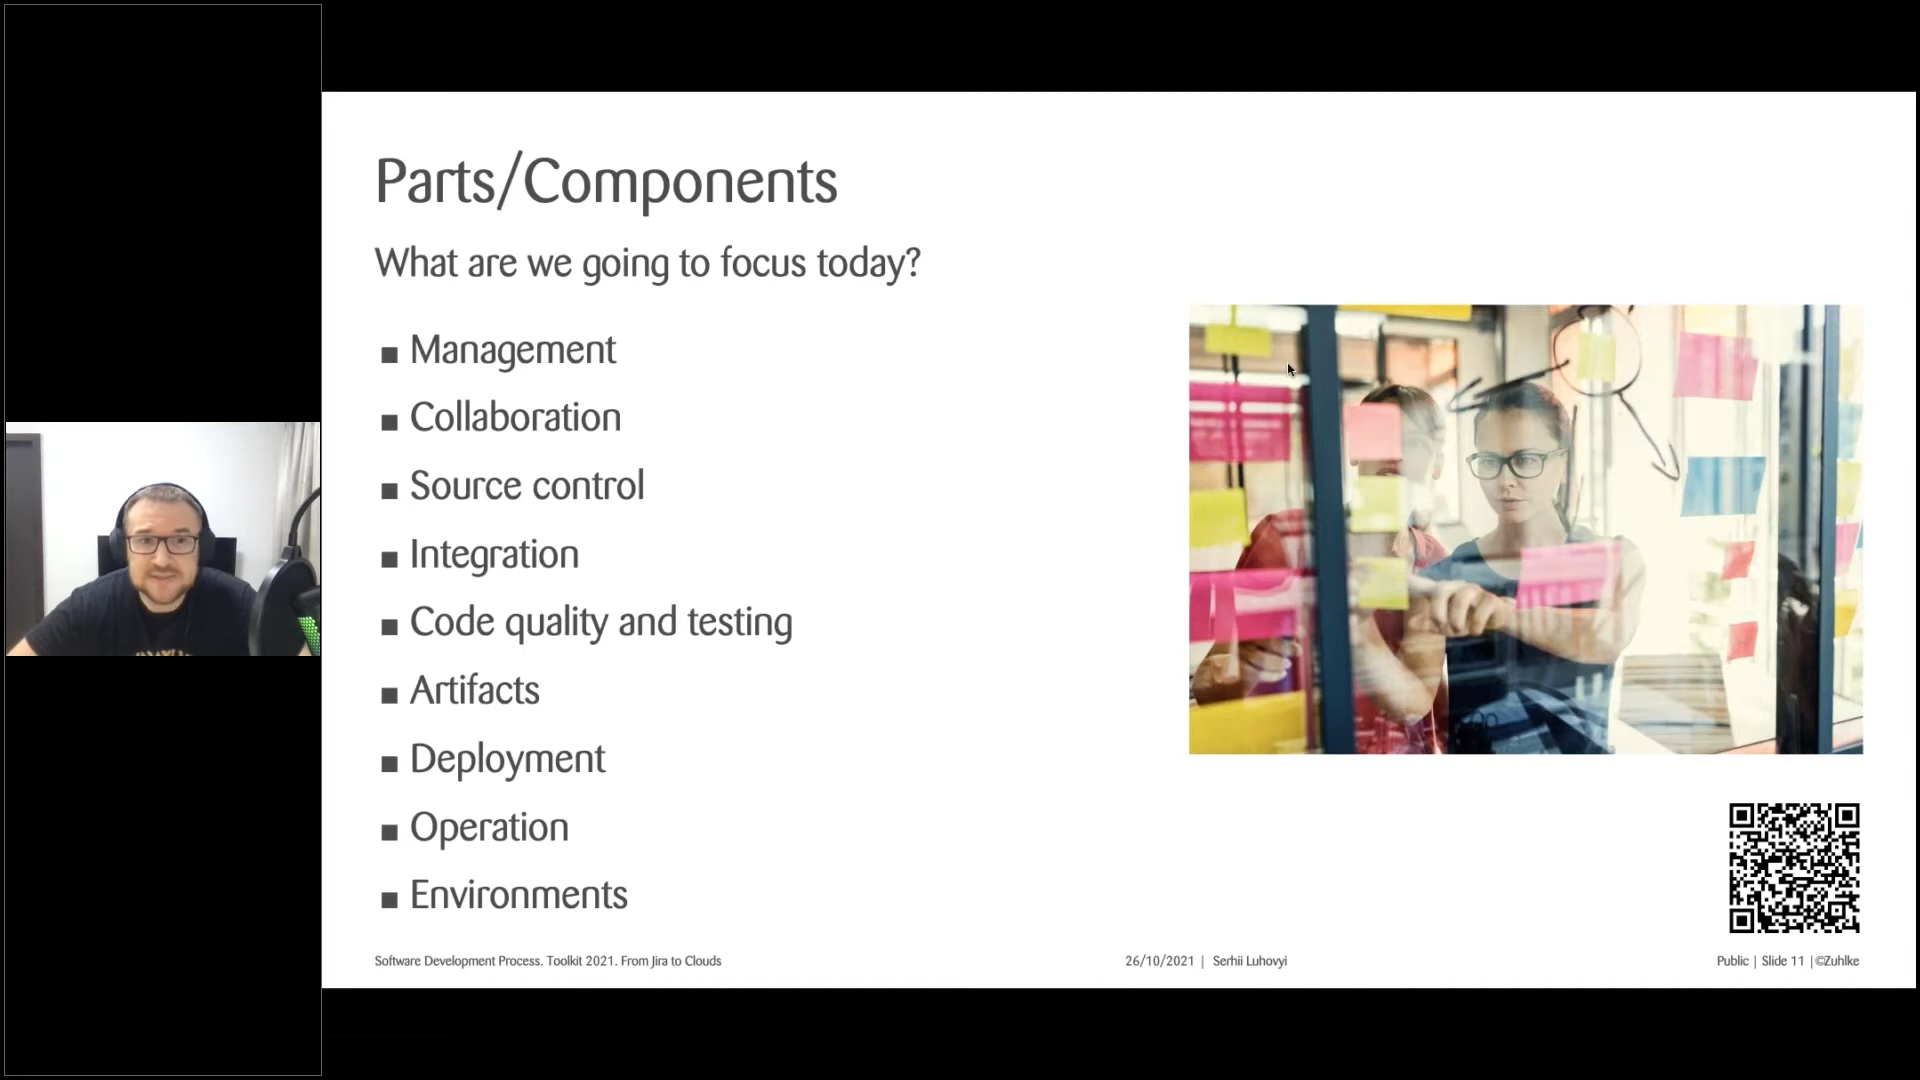 Parts/Components
What are we going to focus today?
■ Management
■ Collaboration
■ Source control
■ Integration
■ Code quality and testing
■ Artifacts
■ Deployment
■ Operation
■ Environments
Software Development Process. Toolkit 2021. From Jira to Clouds
26/10/2021 | Serhii Luhovyi
Public | Slide 11 | ©Zuhlke